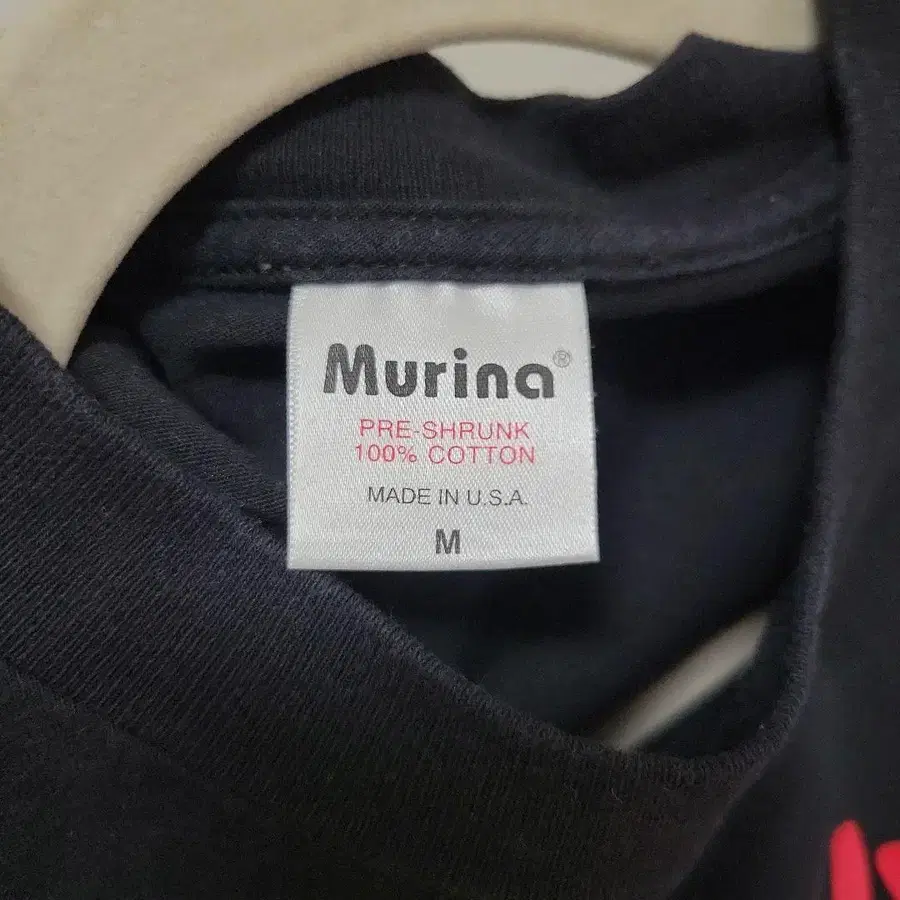 Murina®
PRE-SHRUNK
100% COTTON
MADE IN U.S.A.
M